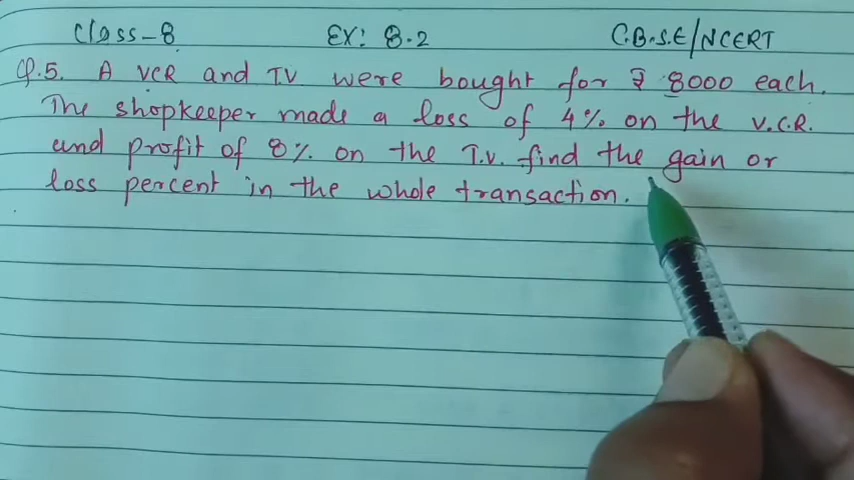 Class-8 EX: 8.2 C.B.S.E/NCERT
Q.5. A VCR and TV were bought for ₹ 8000 each.
The shopkeeper made a loss of 4% on the V.C.R.
and profit of 8% on the T.V. find the gain or
loss percent in the whole transaction.